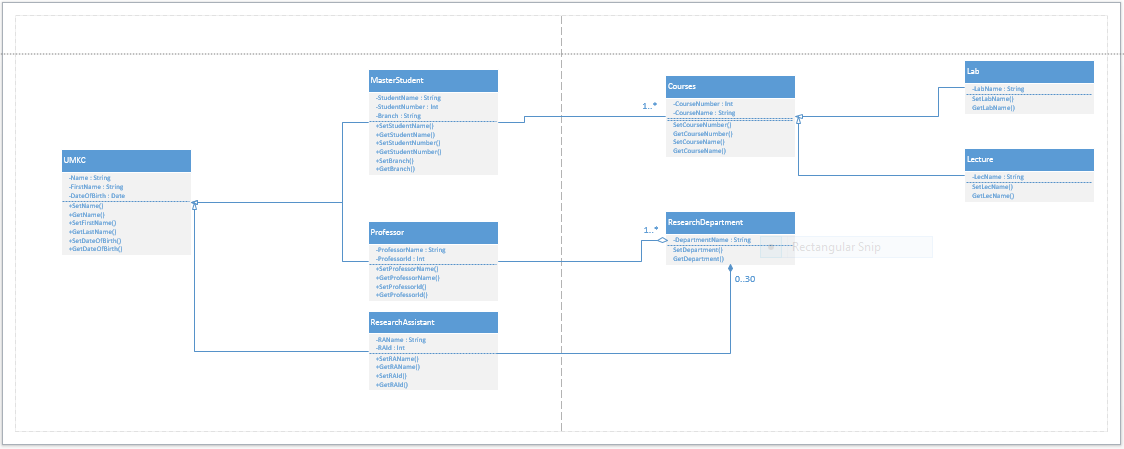 MasterStudent
-StudentName : String
-StudentNumber : Int
-Branch : String
+SetStudentName()
+GetStudentName()
+SetStudentNumber()
+GetStudentNumber()
+SetBranch()
+GetBranch()
UMKC
-Name : String
-FirstName : String
-DateOfBirth : Date
+SetName()
+GetName()
+SetFirstName()
+GetLastName()
+SetDateOfBirth()
+GetDateOfBirth()
Professor
-ProfessorName : String
-ProfessorId : Int
+SetProfessorName()
+GetProfessorName()
+SetProfessorId()
+GetProfessorId()
ResearchAssistant
-RAName : String
-RAId : Int
+SetRAName()
+GetRAName()
+SetRAId()
+GetRAId()
1..*
Courses
-CourseNumber : Int
-CourseName : String
SetCourseNumber()
GetCourseNumber()
SetCourseName()
GetCourseName()
1..*
ResearchDepartment
-DepartmentName : String
SetDepartment()
GetDepartment()
0..30
Rectangular Snip
Lab
-LabName : String
SetLabName()
GetLabName()
Lecture
-LecName : String
SetLecName()
GetLecName()